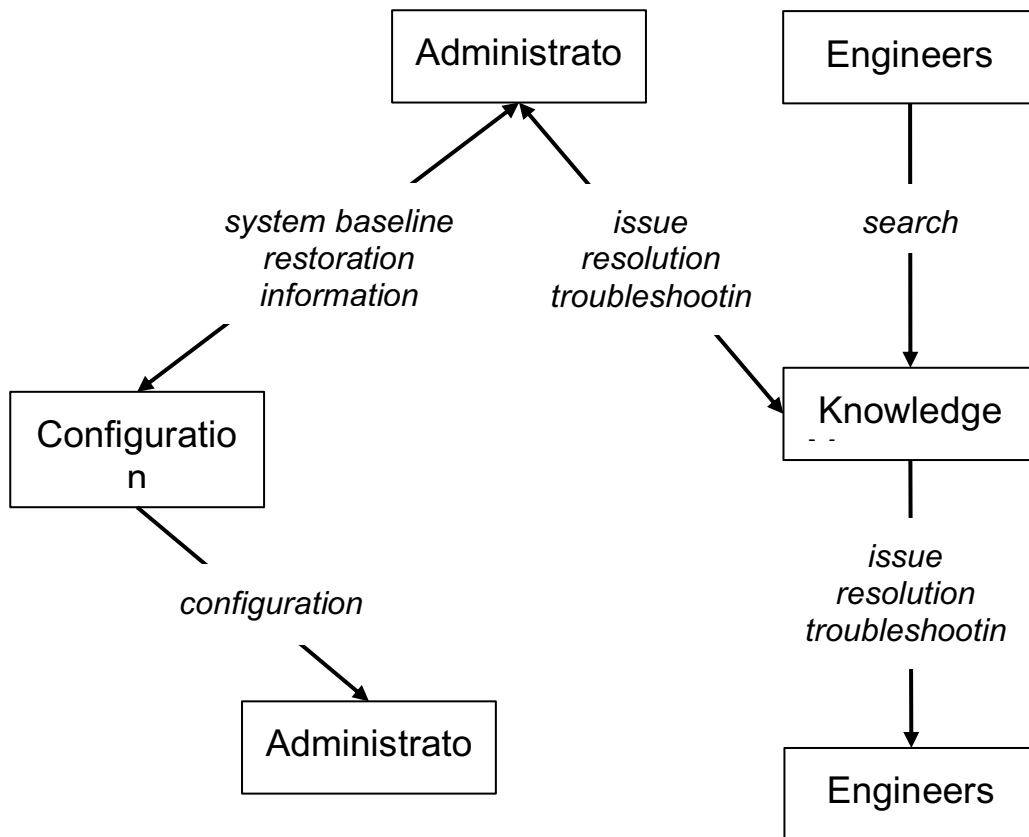 Administrato
Engineers
system baseline
restoration
information
issue
resolution
troubleshootin
search
Configuratio
n
Knowledge
configuration
issue
resolution
troubleshootin
Administrato
Engineers